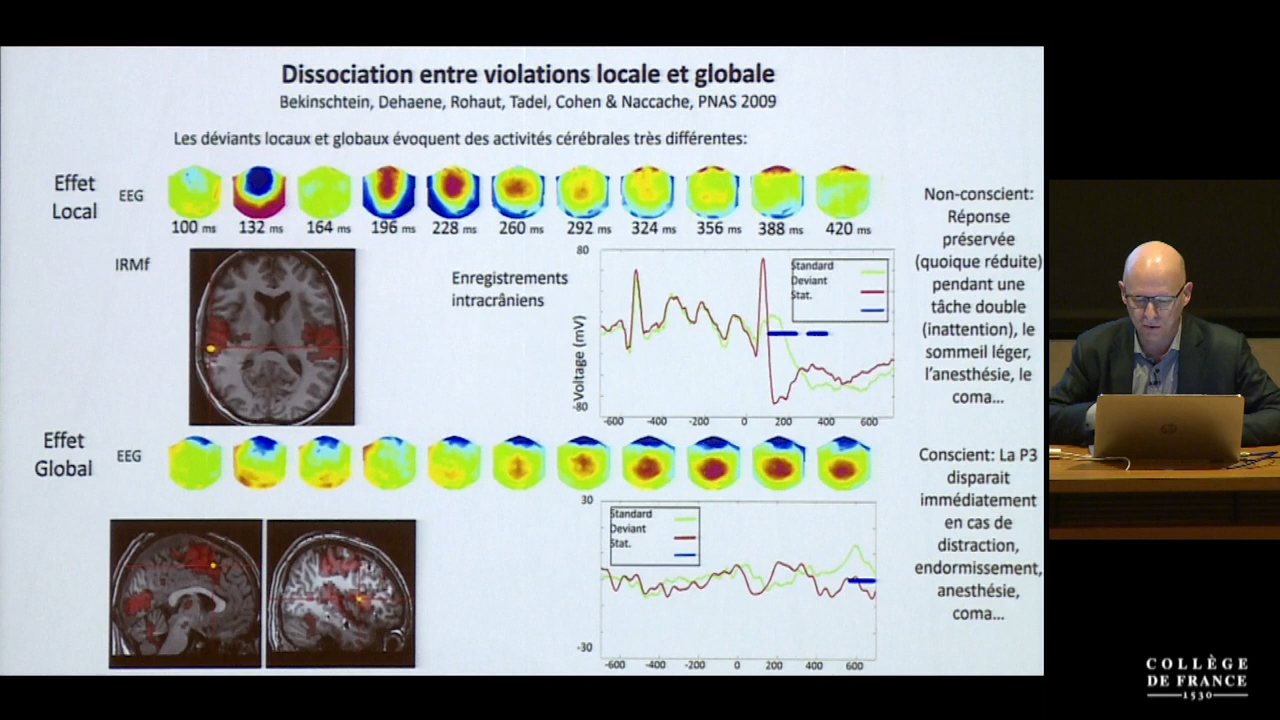 Dissociation entre violations locale et globale
Bekinschtein, Dehaene, Rohaut, Tadel, Cohen & Naccache, PNAS 2009
Les déviants locaux et globaux évoquent des activités cérébrales très différentes:
Effet
Local
EEG
100 ms 132 ms 164 ms 196 ms 228 ms 260 ms 292 ms 324 ms 356 ms 388 ms 420 ms
IRMf
Enregistrements
intracrâniens
80
Voltage (mV)
-80
Standard
Deviant
Stat.
-600 -400 -200 0 200 400 600
Non-conscient:
Réponse
préservée
(quoique réduite)
pendant une
tâche double
(inattention), le
sommeil léger,
l'anesthésie, le
coma...
Effet
Global
EEG
30
Standard
Deviant
Stat.
-30
-600 -400 -200 0 200 400 600
Conscient: La P3
disparait
immédiatement
en cas de
distraction,
endormissement,
anesthésie,
coma...
COLLÈGE
DE FRANCE
1530